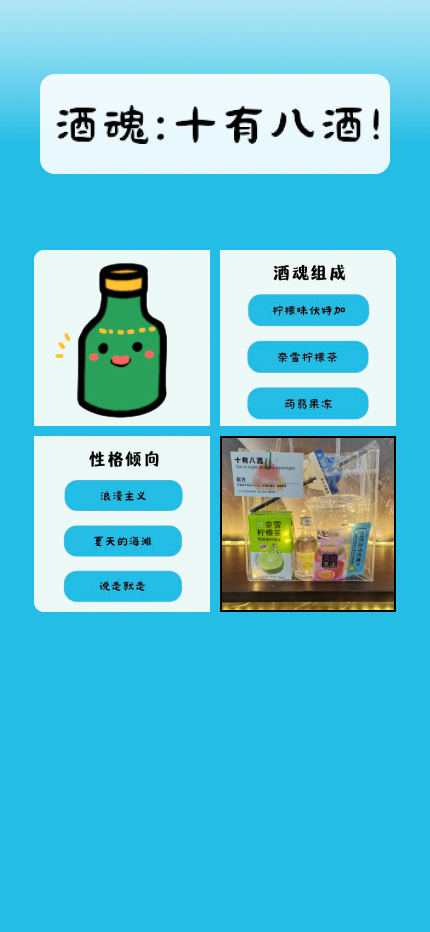 酒魂:十有八酒!
酒魂组成
柠檬味伏特加
奈雪柠檬茶
蒟蒻果冻
性格倾向
浪漫主义
夏天的海滩
说走就走
十有八酒
配方
奈雪
柠檬茶